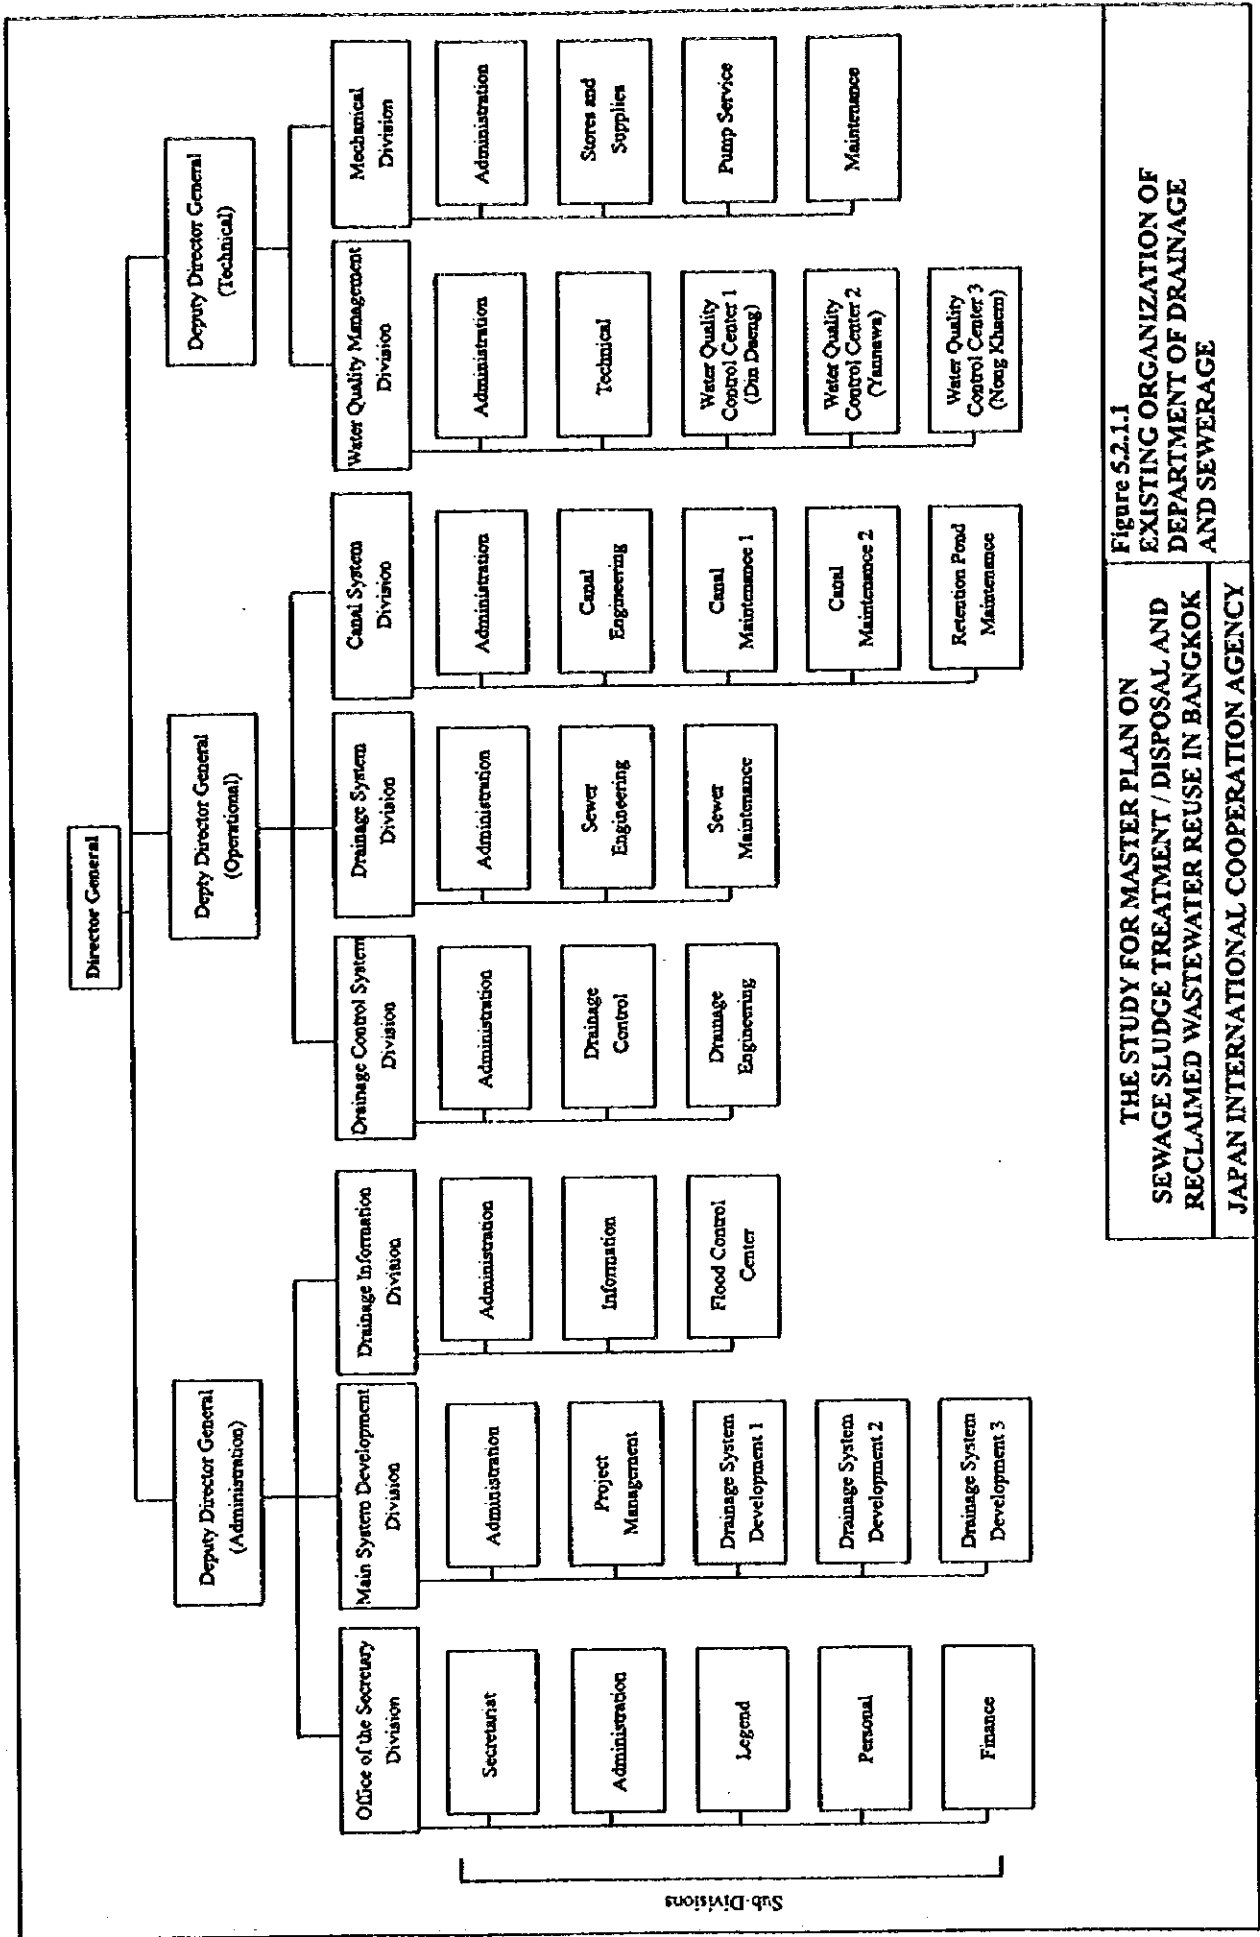 Director General
Deputy Director General
(Administration)
Depty Director General
(Operational)
Deputy Director General
(Technical)
Office of the Secretary
Division
Main System Development
Division
Drainage Information
Division
Drainage Control System
Division
Drainage System
Division
Canal System
Division
Water Quality Management
Division
Mechanical
Division
Sub-Divisions
Secretariat
Administration
Legend
Personal
Finance
Administration
Project
Management
Drainage System
Development 1
Drainage System
Development 2
Drainage System
Development 3
Administration
Information
Flood Control
Center
Administration
Drainage
Control
Drainage
Engineering
Administration
Sewer
Engineering
Sewer
Maintenance
Administration
Canal
Engineering
Canal
Maintenance 1
Canal
Maintenance 2
Retention Pond
Maintenance
Administration
Technical
Water Quality
Control Center 1
(Din Daeng)
Water Quality
Control Center 2
(Yannawa)
Water Quality
Control Center 3
(Nong Khaem)
Administration
Stores and
Supplies
Pump Service
Maintenance
THE STUDY FOR MASTER PLAN ON
SEWAGE SLUDGE TREATMENT / DISPOSAL AND
RECLAIMED WASTEWATER REUSE IN BANGKOK
JAPAN INTERNATIONAL COOPERATION AGENCY
Figure 5.2.1.1
EXISTING ORGANIZATION OF
DEPARTMENT OF DRAINAGE
AND SEWERAGE